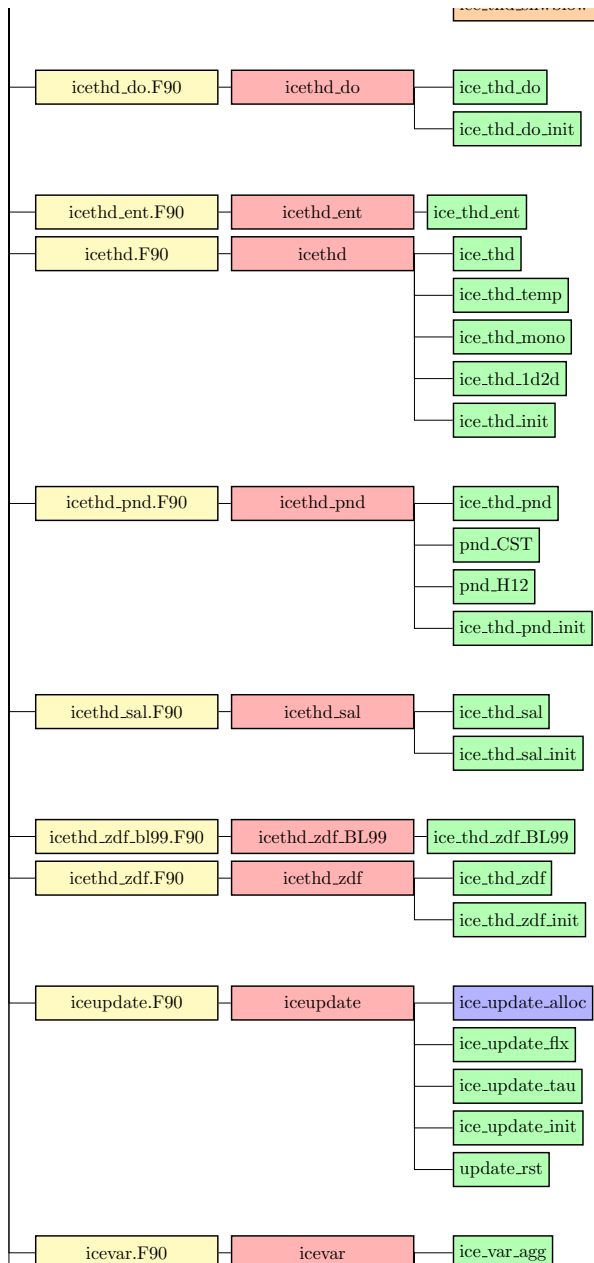 icethd_do.F90 icethd_do ice_thd_do
ice_thd_do_init
icethd_ent.F90 icethd_ent ice_thd_ent
icethd.F90 icethd ice_thd
ice_thd_temp
ice_thd_mono
ice_thd_1d2d
ice_thd_init
icethd_pnd.F90 icethd_pnd ice_thd_pnd
pnd_CST
pnd_H12
ice_thd_pnd_init
icethd_sal.F90 icethd_sal ice_thd_sal
ice_thd_sal_init
icethd_zdf_bl99.F90 icethd_zdf_BL99 ice_thd_zdf_BL99
icethd_zdf.F90 icethd_zdf ice_thd_zdf
ice_thd_zdf_init
iceupdate.F90 iceupdate ice_update_alloc
ice_update_flx
ice_update_tau
ice_update_init
update_rst
icevar.F90 icevar ice_var_agg